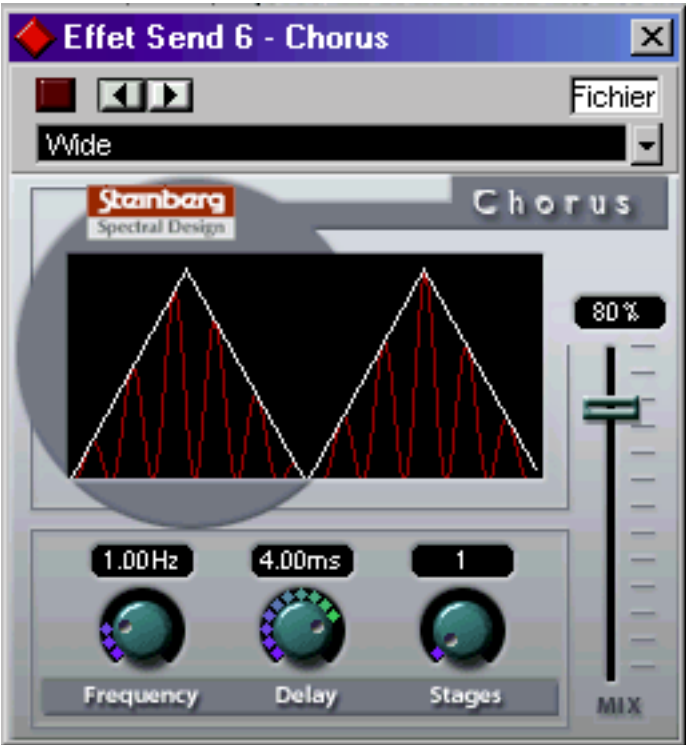 Effet Send 6 - Chorus
Fichier
Wide
Steinberg
Spectral Design
Chorus
80%
1.00Hz
4.00ms
1
Frequency
Delay
Stages
MIX